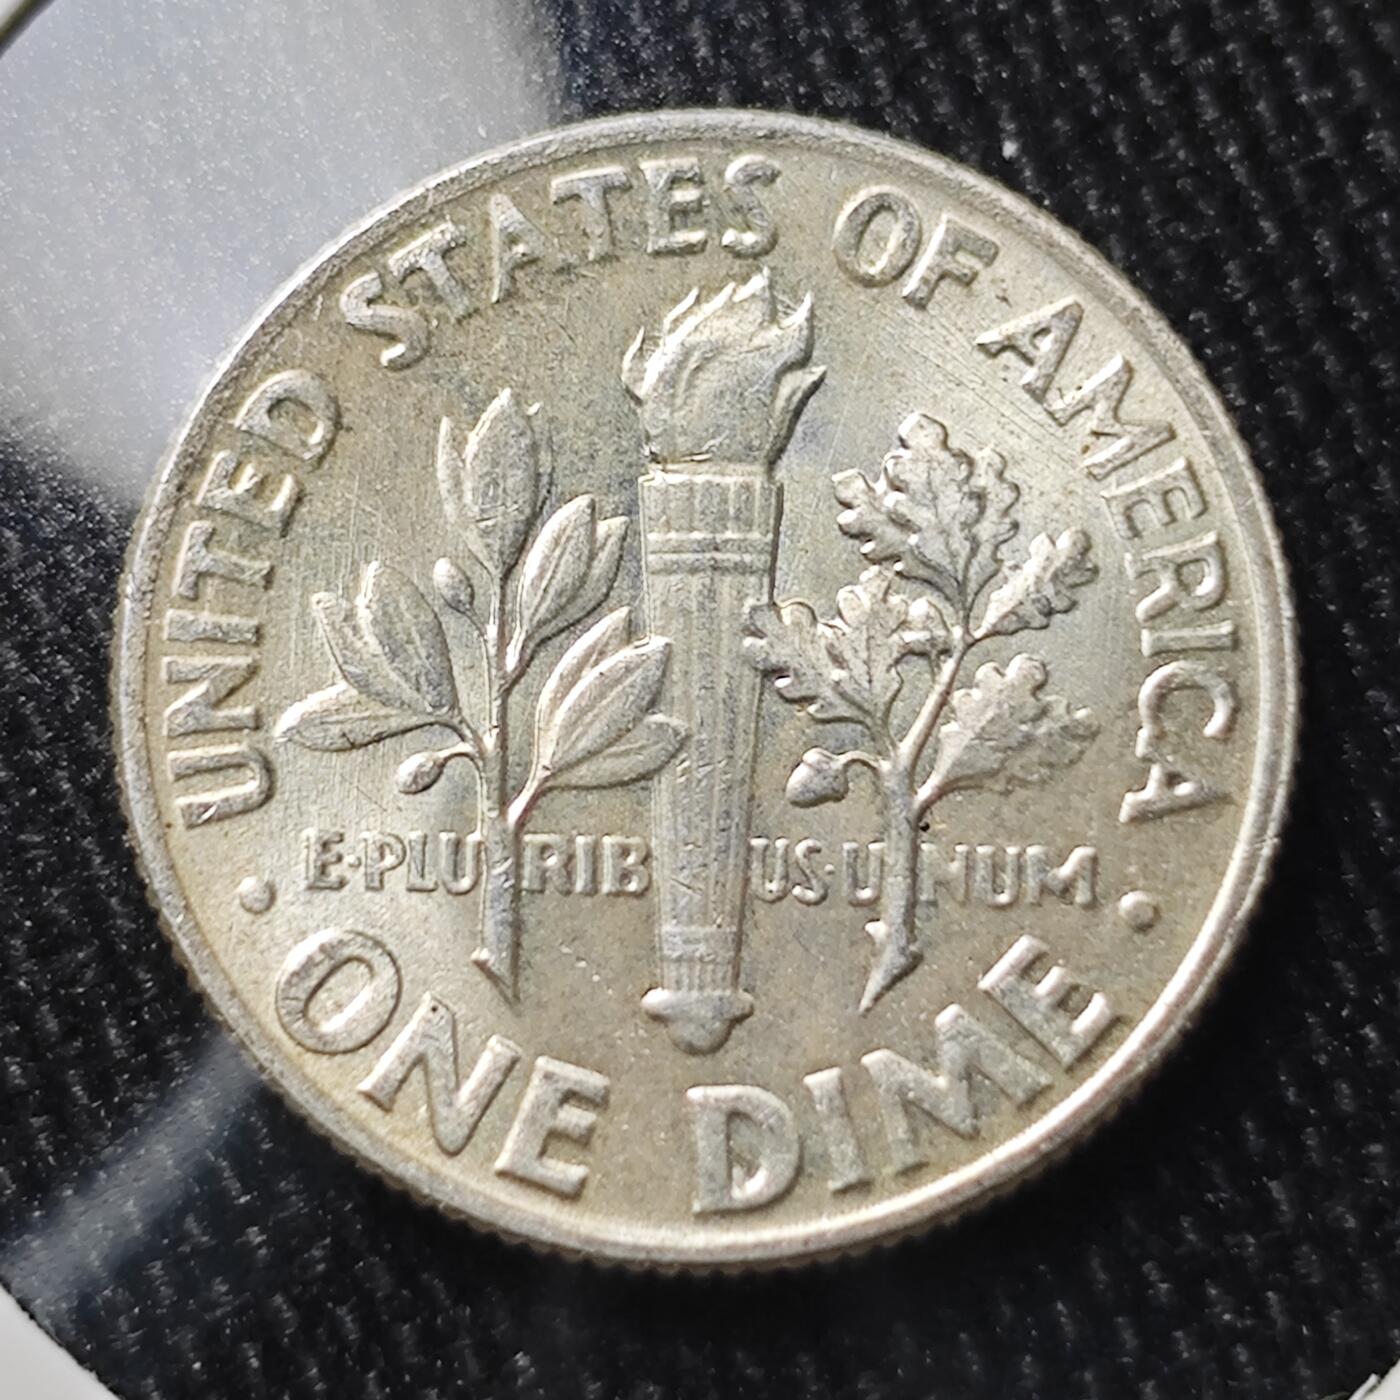 UNITED STATES OF AMERICA
E·PLURIBUS·UNUM
• ONE DIME •